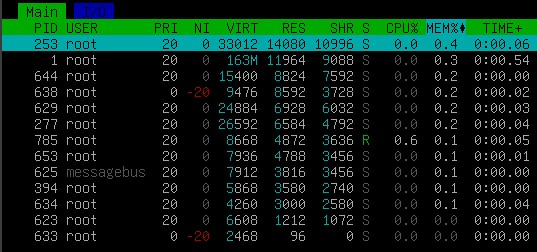 Main I/O
PID USER PRI NI VIRT RES SHR S CPU% MEM% TIME+
253 root 20 0 33012 14080 10996 S 0.0 0.4 0:00.06
1 root 20 0 163M 11964 9088 S 0.0 0.3 0:00.54
644 root 20 0 15400 8824 7592 S 0.0 0.2 0:00.00
638 root 0 -20 9476 8592 3728 S 0.0 0.2 0:00.02
629 root 20 0 24884 6928 6032 S 0.0 0.2 0:00.03
277 root 20 0 26592 6584 4792 S 0.0 0.2 0:00.04
785 root 20 0 8668 4872 3636 R 0.6 0.1 0:00.05
653 root 20 0 7936 4788 3456 S 0.0 0.1 0:00.01
625 messagebus 20 0 7912 3816 3456 S 0.0 0.1 0:00.00
394 root 20 0 5868 3580 2740 S 0.0 0.1 0:00.00
634 root 20 0 4260 3000 2580 S 0.0 0.1 0:00.04
623 root 20 0 6608 1212 1072 S 0.0 0.0 0:00.00
633 root 0 -20 2468 96 0 S 0.0 0.0 0:00.00